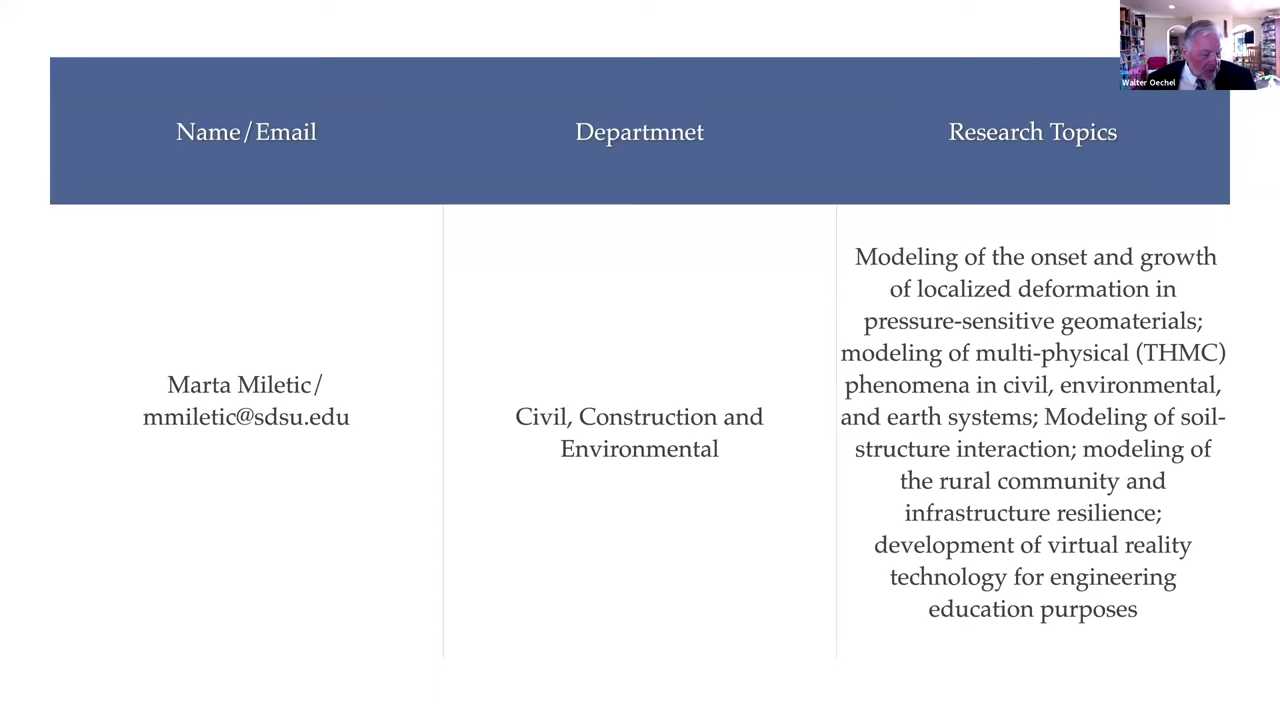 Walter Oechel
Name/Email
Departmnet
Research Topics
Marta Miletic/
mmiletic@sdsu.edu
Civil, Construction and
Environmental
Modeling of the onset and growth
of localized deformation in
pressure-sensitive geomaterials;
modeling of multi-physical (THMC)
phenomena in civil, environmental,
and earth systems; Modeling of soil-
structure interaction; modeling of
the rural community and
infrastructure resilience;
development of virtual reality
technology for engineering
education purposes